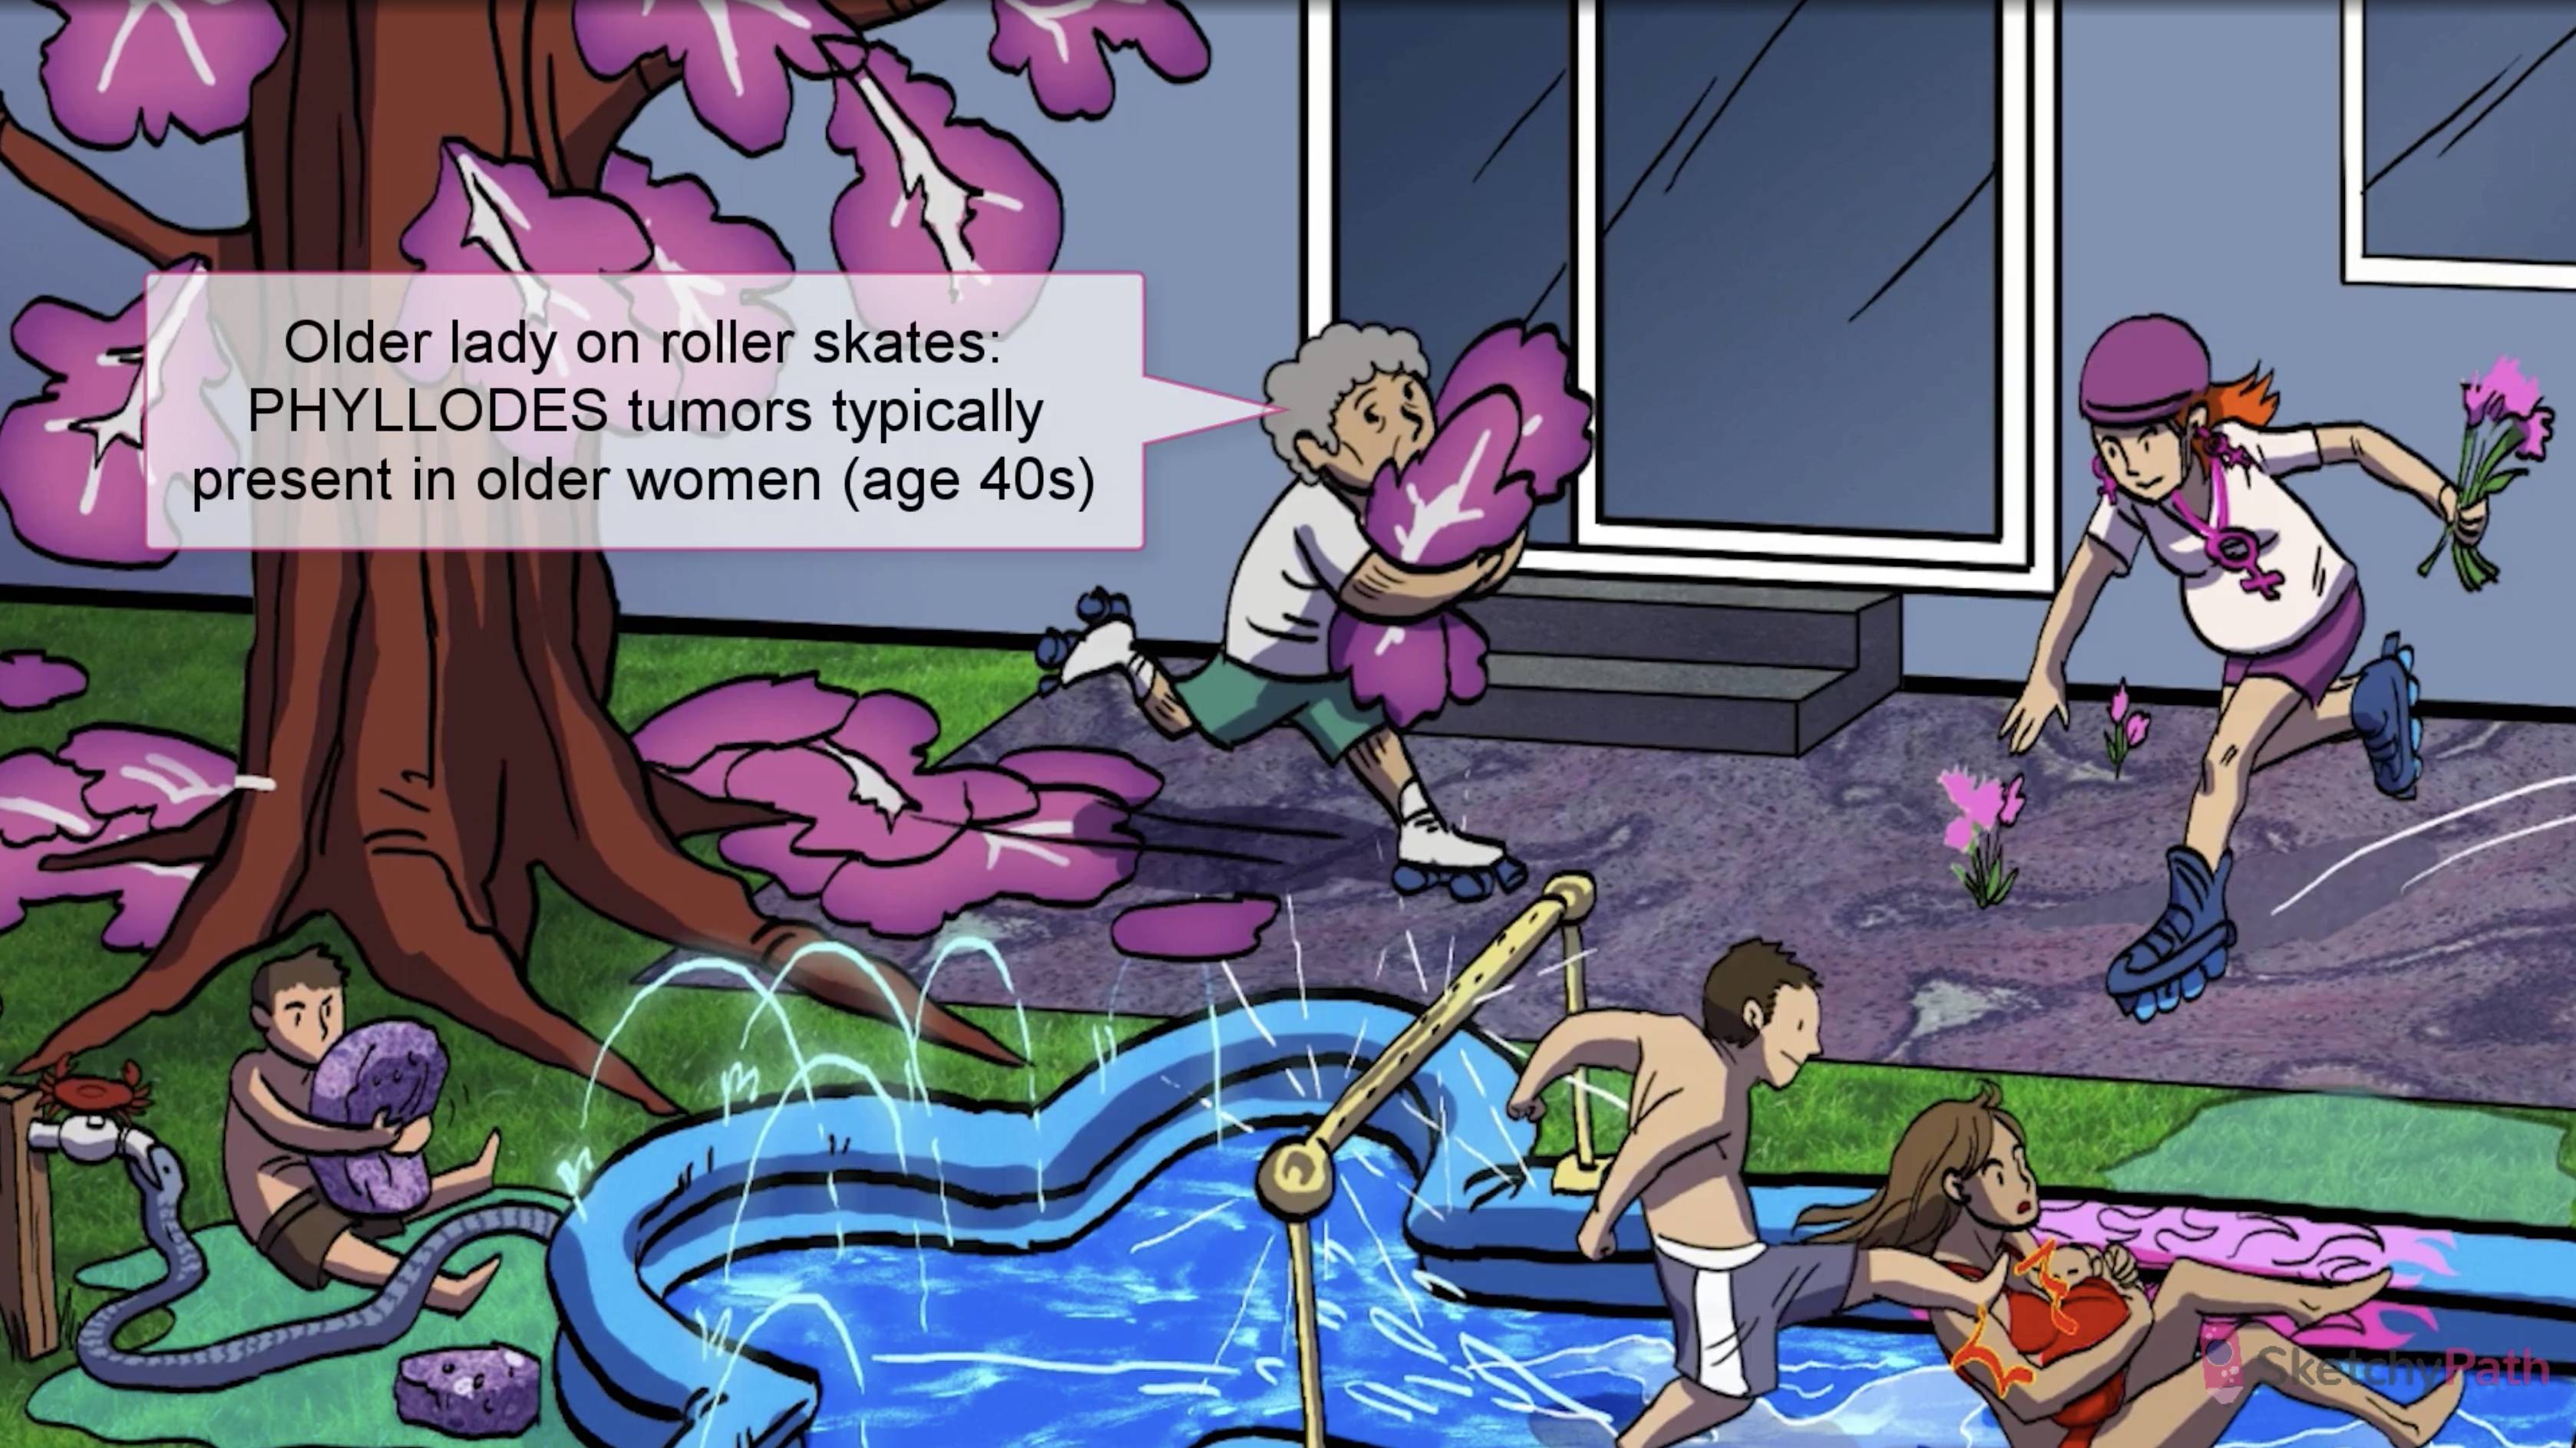 Older lady on roller skates:
PHYLLODES tumors typically
present in older women (age 40s)
SketchyPath